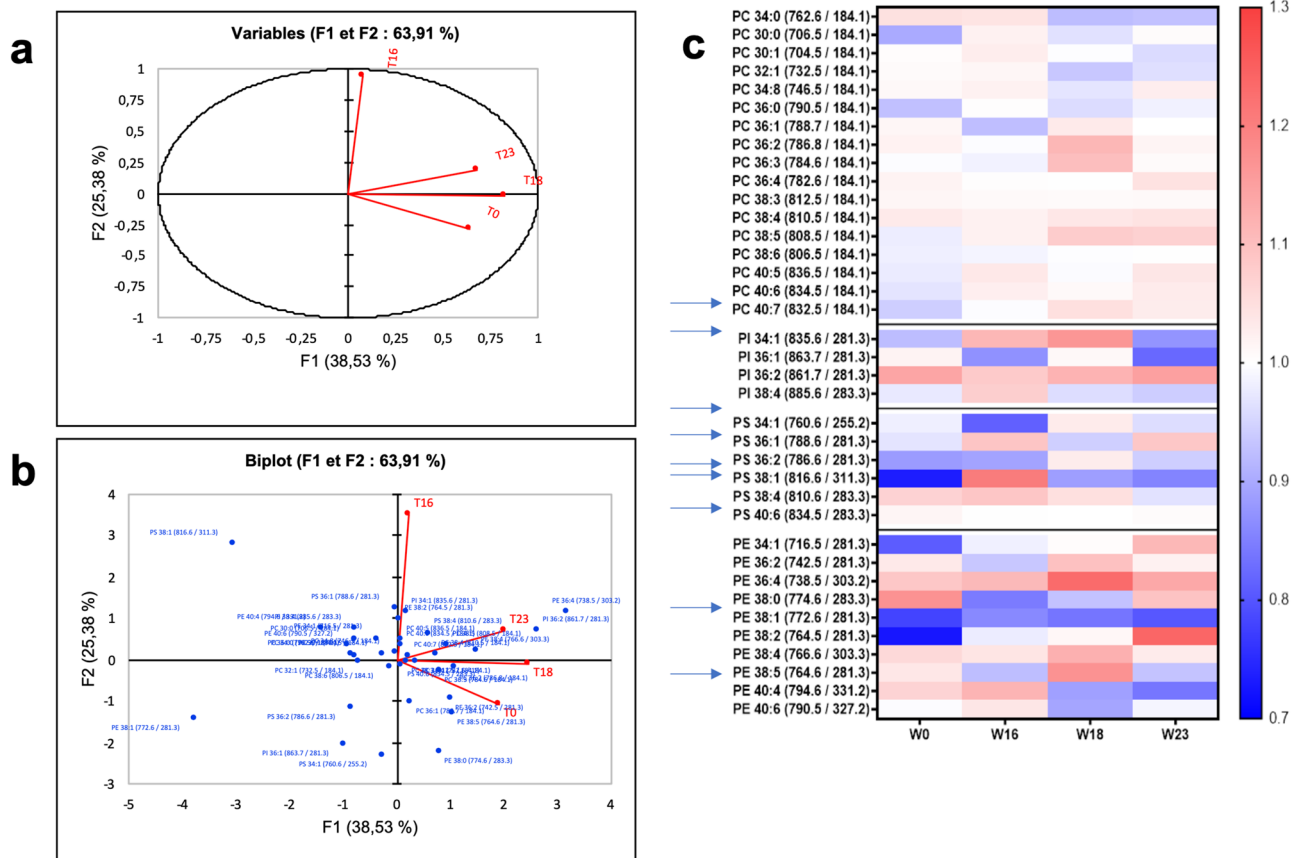 a
Variables (F1 et F2 : 63,91 %)
T16
T23
T18
T0
1
0,75
0,5
0,25
0
-0,25
-0,5
-0,75
-1
F2 (25,38 %)
-1
-0,75
-0,5
-0,25
0
0,25
0,5
0,75
1
F1 (38,53 %)
b
Biplot (F1 et F2 : 63,91 %)
T16
T23
T18
T0
PS 38:1 (816.6 / 311.3)
PS 36:1 (788.6 / 281.3)
PI 34:1 (835.6 / 281.3)
PE 38:2 (764.5 / 281.3)
PE 36:4 (738.5 / 303.2)
PI 36:2 (861.7 / 281.3)
PS 38:4 (810.6 / 283.3)
PE 40:6 (790.5 / 327.2)
PC 32:1 (732.5 / 184.1)
PC 38:6 (806.5 / 184.1)
PS 36:2 (786.6 / 281.3)
PE 38:1 (772.6 / 281.3)
PI 36:1 (863.7 / 281.3)
PS 34:1 (760.6 / 255.2)
PE 36:2 (742.5 / 281.3)
PE 38:5 (764.6 / 281.3)
PE 38:0 (774.6 / 283.3)
4
3
2
1
0
-1
-2
-3
F2 (25,38 %)
-5
-4
-3
-2
-1
0
1
2
3
4
F1 (38,53 %)
c
PC 34:0 (762.6 / 184.1)
PC 30:0 (706.5 / 184.1)
PC 30:1 (704.5 / 184.1)
PC 32:1 (732.5 / 184.1)
PC 34:8 (746.5 / 184.1)
PC 36:0 (790.5 / 184.1)
PC 36:1 (788.7 / 184.1)
PC 36:2 (786.8 / 184.1)
PC 36:3 (784.6 / 184.1)
PC 36:4 (782.6 / 184.1)
PC 38:3 (812.5 / 184.1)
PC 38:4 (810.5 / 184.1)
PC 38:5 (808.5 / 184.1)
PC 38:6 (806.5 / 184.1)
PC 40:5 (836.5 / 184.1)
PC 40:6 (834.5 / 184.1)
PC 40:7 (832.5 / 184.1)
PI 34:1 (835.6 / 281.3)
PI 36:1 (863.7 / 281.3)
PI 36:2 (861.7 / 281.3)
PI 38:4 (885.6 / 283.3)
PS 34:1 (760.6 / 255.2)
PS 36:1 (788.6 / 281.3)
PS 36:2 (786.6 / 281.3)
PS 38:1 (816.6 / 311.3)
PS 38:4 (810.6 / 283.3)
PS 40:6 (834.5 / 283.3)
PE 34:1 (716.5 / 281.3)
PE 36:2 (742.5 / 281.3)
PE 36:4 (738.5 / 303.2)
PE 38:0 (774.6 / 283.3)
PE 38:1 (772.6 / 281.3)
PE 38:2 (764.5 / 281.3)
PE 38:4 (766.6 / 303.3)
PE 38:5 (764.6 / 281.3)
PE 40:4 (794.6 / 331.2)
PE 40:6 (790.5 / 327.2)
W0
W16
W18
W23
1.3
1.2
1.1
1.0
0.9
0.8
0.7